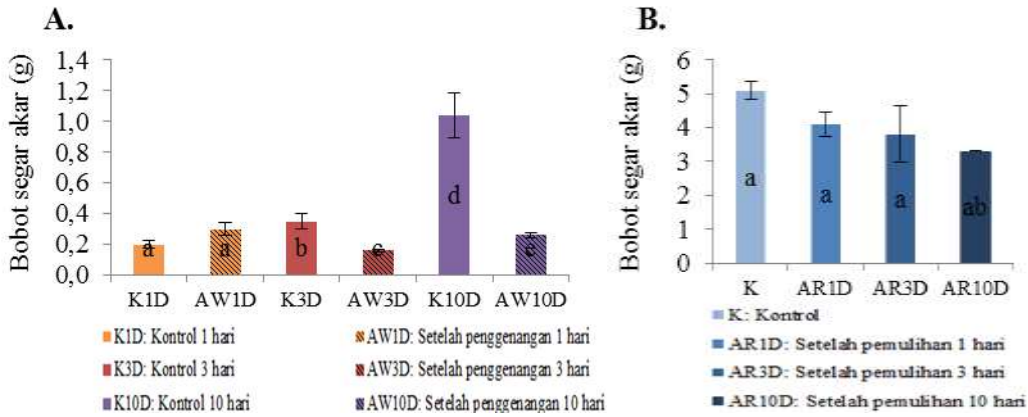 A.
Bobot segar akar (g)
1,4
1,2
1,0
0,8
0,6
0,4
0,2
0,0
a
a
b
c
d
e
K1D AW1D K3D AW3D K10D AW10D
K1D: Kontrol 1 hari
AW1D: Setelah penggenangan 1 hari
K3D: Kontrol 3 hari
AW3D: Setelah penggenangan 3 hari
K10D: Kontrol 10 hari
AW10D: Setelah penggenangan 10 hari
B.
Bobot segar akar (g)
6
5
4
3
2
1
0
a
a
a
ab
K AR1D AR3D AR10D
K: Kontrol
AR1D: Setelah pemulihan 1 hari
AR3D: Setelah pemulihan 3 hari
AR10D: Setelah pemulihan 10 hari